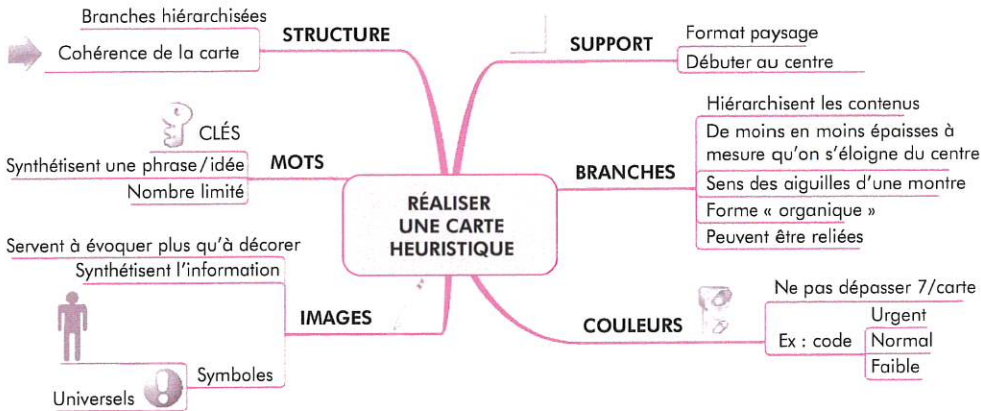 RÉALISER
UNE CARTE
HEURISTIQUE
SUPPORT
Format paysage
Débuter au centre
BRANCHES
Hiérarchisent les contenus
De moins en moins épaisses à
mesure qu'on s'éloigne du centre
Sens des aiguilles d'une montre
Forme « organique »
Peuvent être reliées
COULEURS
Ne pas dépasser 7/carte
Ex : code
Urgent
Normal
Faible
IMAGES
Servent à évoquer plus qu'à décorer
Synthétisent l'information
Symboles
Universels
MOTS
CLÉS
Synthétisent une phrase/idée
Nombre limité
STRUCTURE
Branches hiérarchisées
Cohérence de la carte